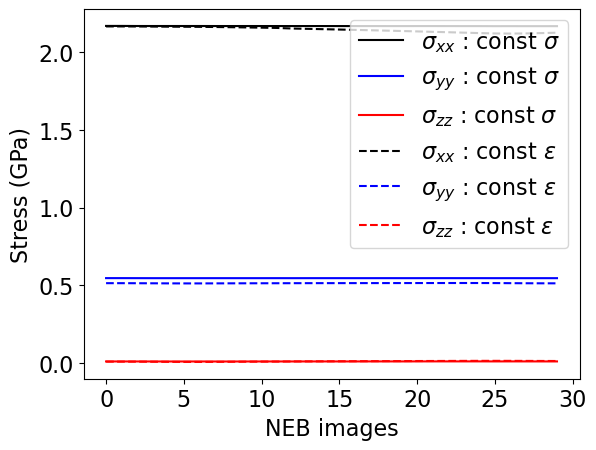 Stress (GPa)
2.0
1.5
1.0
0.5
0.0
σxx : const σ
σyy : const σ
σzz : const σ
σxx : const ε
σyy : const ε
σzz : const ε
0 5 10 15 20 25 30
NEB images